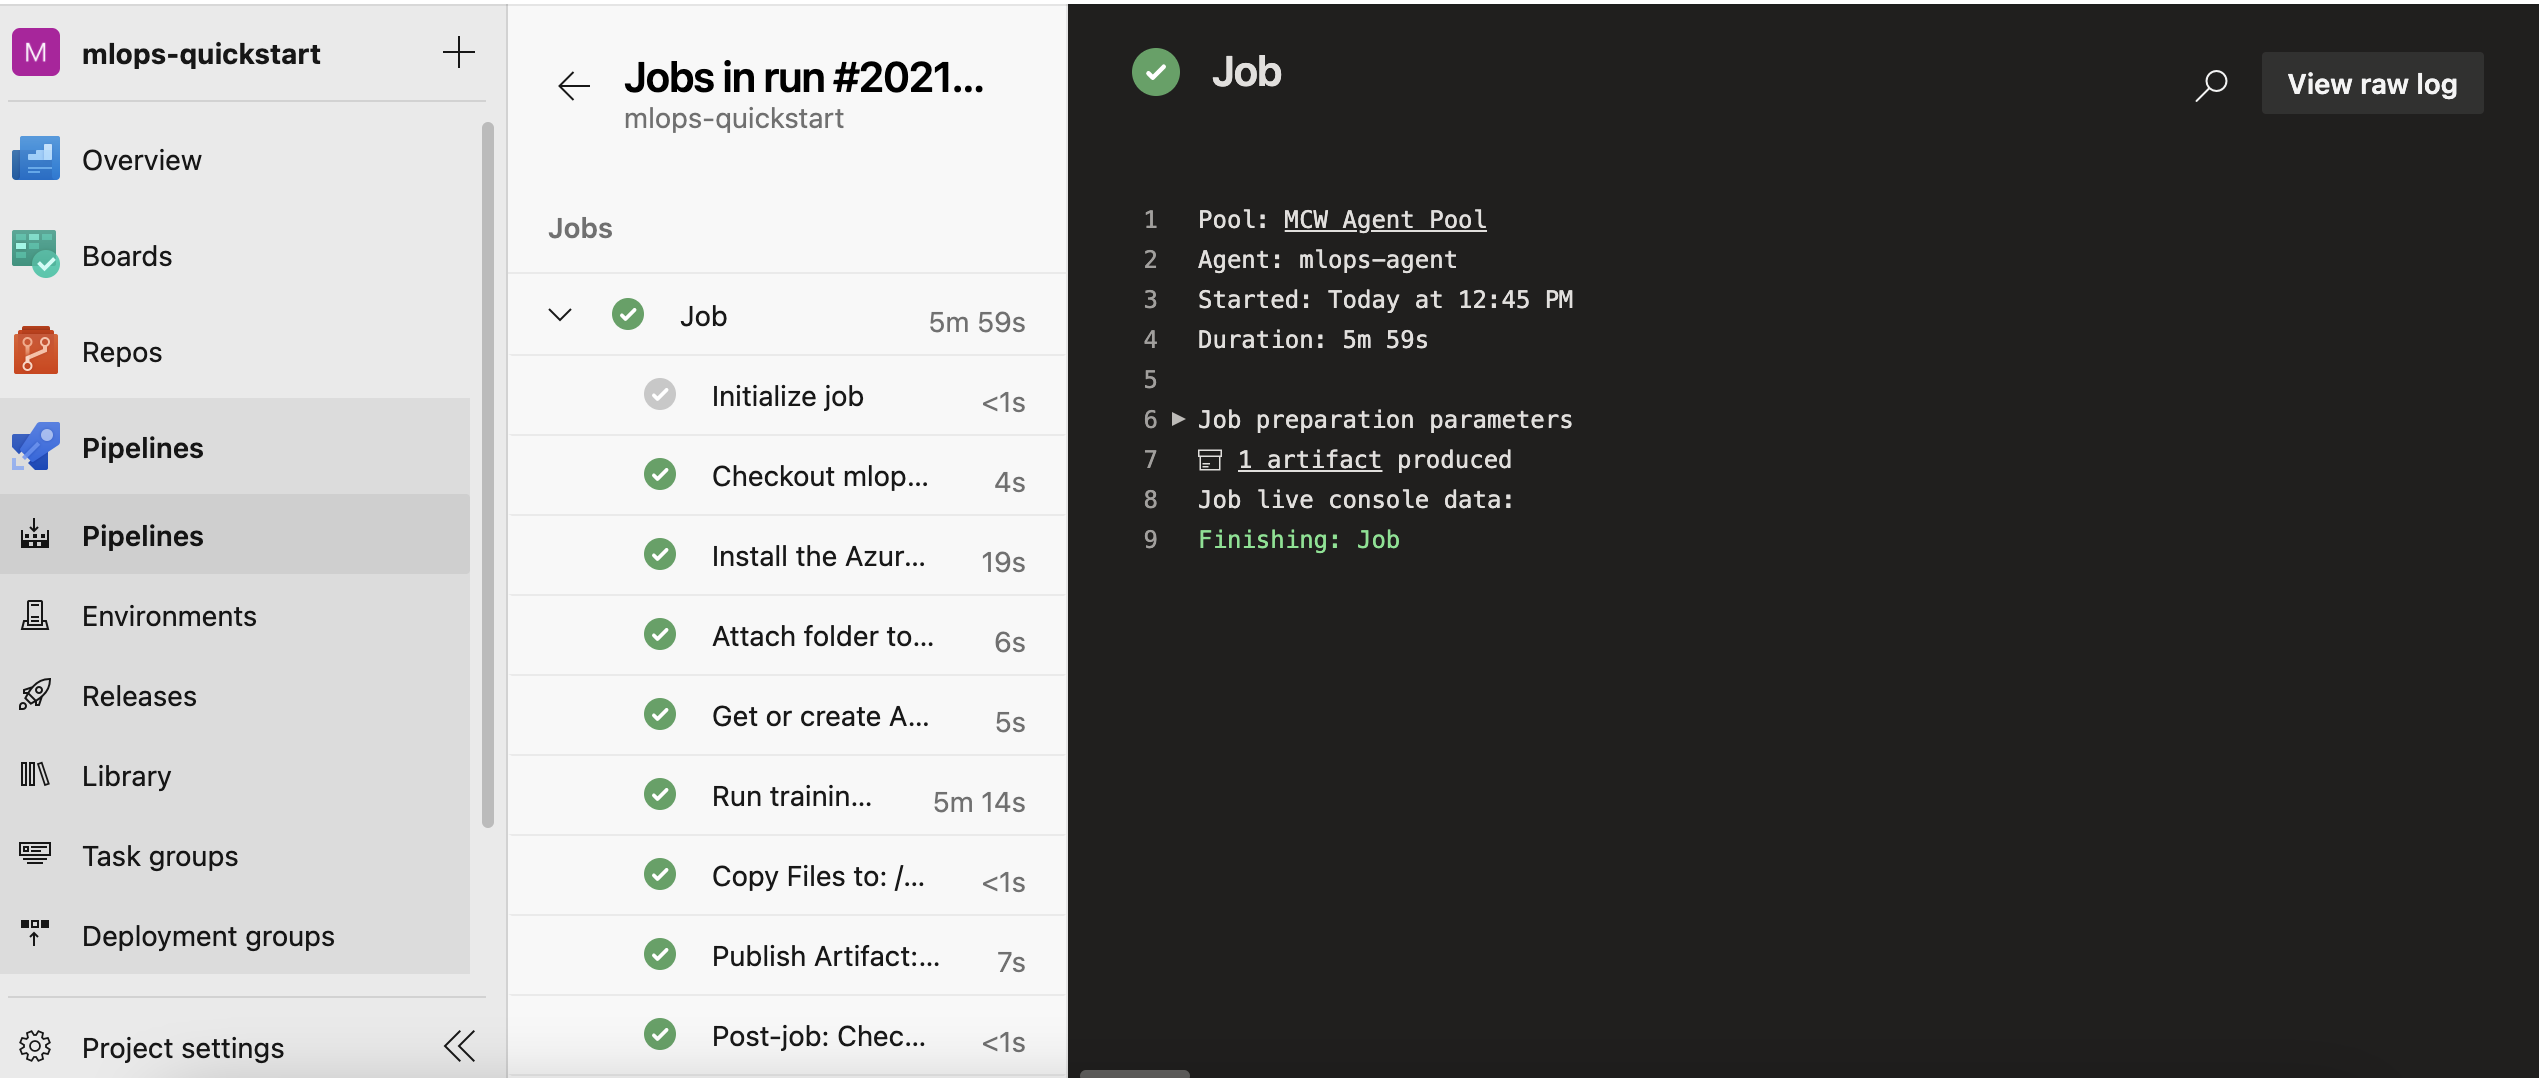 M mlops-quickstart
Overview
Boards
Repos
Pipelines
Pipelines
Environments
Releases
Library
Task groups
Deployment groups
Project settings
Jobs in run #2021...
mlops-quickstart
Jobs
Job 5m 59s
Initialize job <1s
Checkout mlop... 4s
Install the Azur... 19s
Attach folder to... 6s
Get or create A... 5s
Run trainin... 5m 14s
Copy Files to: /... <1s
Publish Artifact:... 7s
Post-job: Chec... <1s
Job
View raw log
1 Pool: MCW Agent Pool
2 Agent: mlops-agent
3 Started: Today at 12:45 PM
4 Duration: 5m 59s
5
6 Job preparation parameters
7 1 artifact produced
8 Job live console data:
9 Finishing: Job